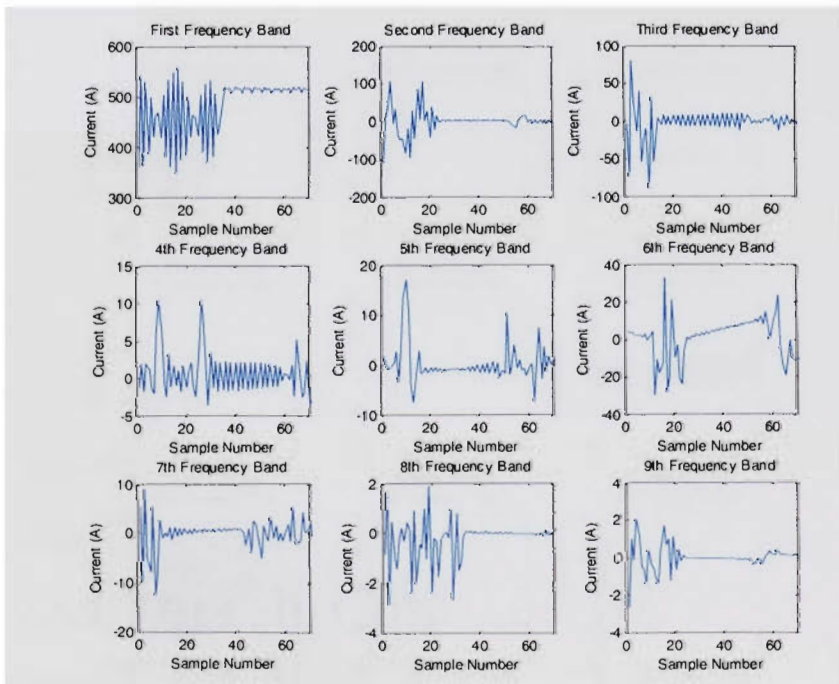 First Frequency Band
600
500
400
300
Current (A)
0 20 40 60
Sample Number
Second Frequency Band
200
100
0
-100
-200
Current (A)
0 20 40 60
Sample Number
Third Frequency Band
100
50
0
-50
-100
Current (A)
0 20 40 60
Sample Number
4th Frequency Band
15
10
5
0
-5
Current (A)
0 20 40 60
Sample Number
5th Frequency Band
20
10
0
-10
Current (A)
0 20 40 60
Sample Number
6th Frequency Band
40
20
0
-20
-40
Current (A)
0 20 40 60
Sample Number
7th Frequency Band
10
0
-10
-20
Current (A)
0 20 40 60
Sample Number
8th Frequency Band
2
0
-2
-4
Current (A)
0 20 40 60
Sample Number
9th Frequency Band
4
2
0
-2
-4
Current (A)
0 20 40 60
Sample Number